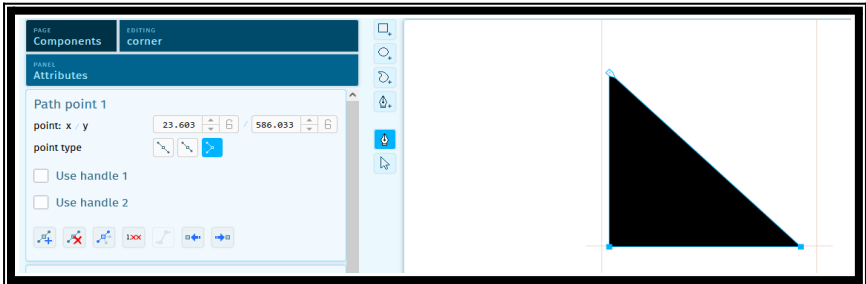 PAGE
Components
EDITING
corner
PANEL
Attributes
Path point 1
point: x / y 23.603 / 586.033
point type
Use handle 1
Use handle 2
1xx